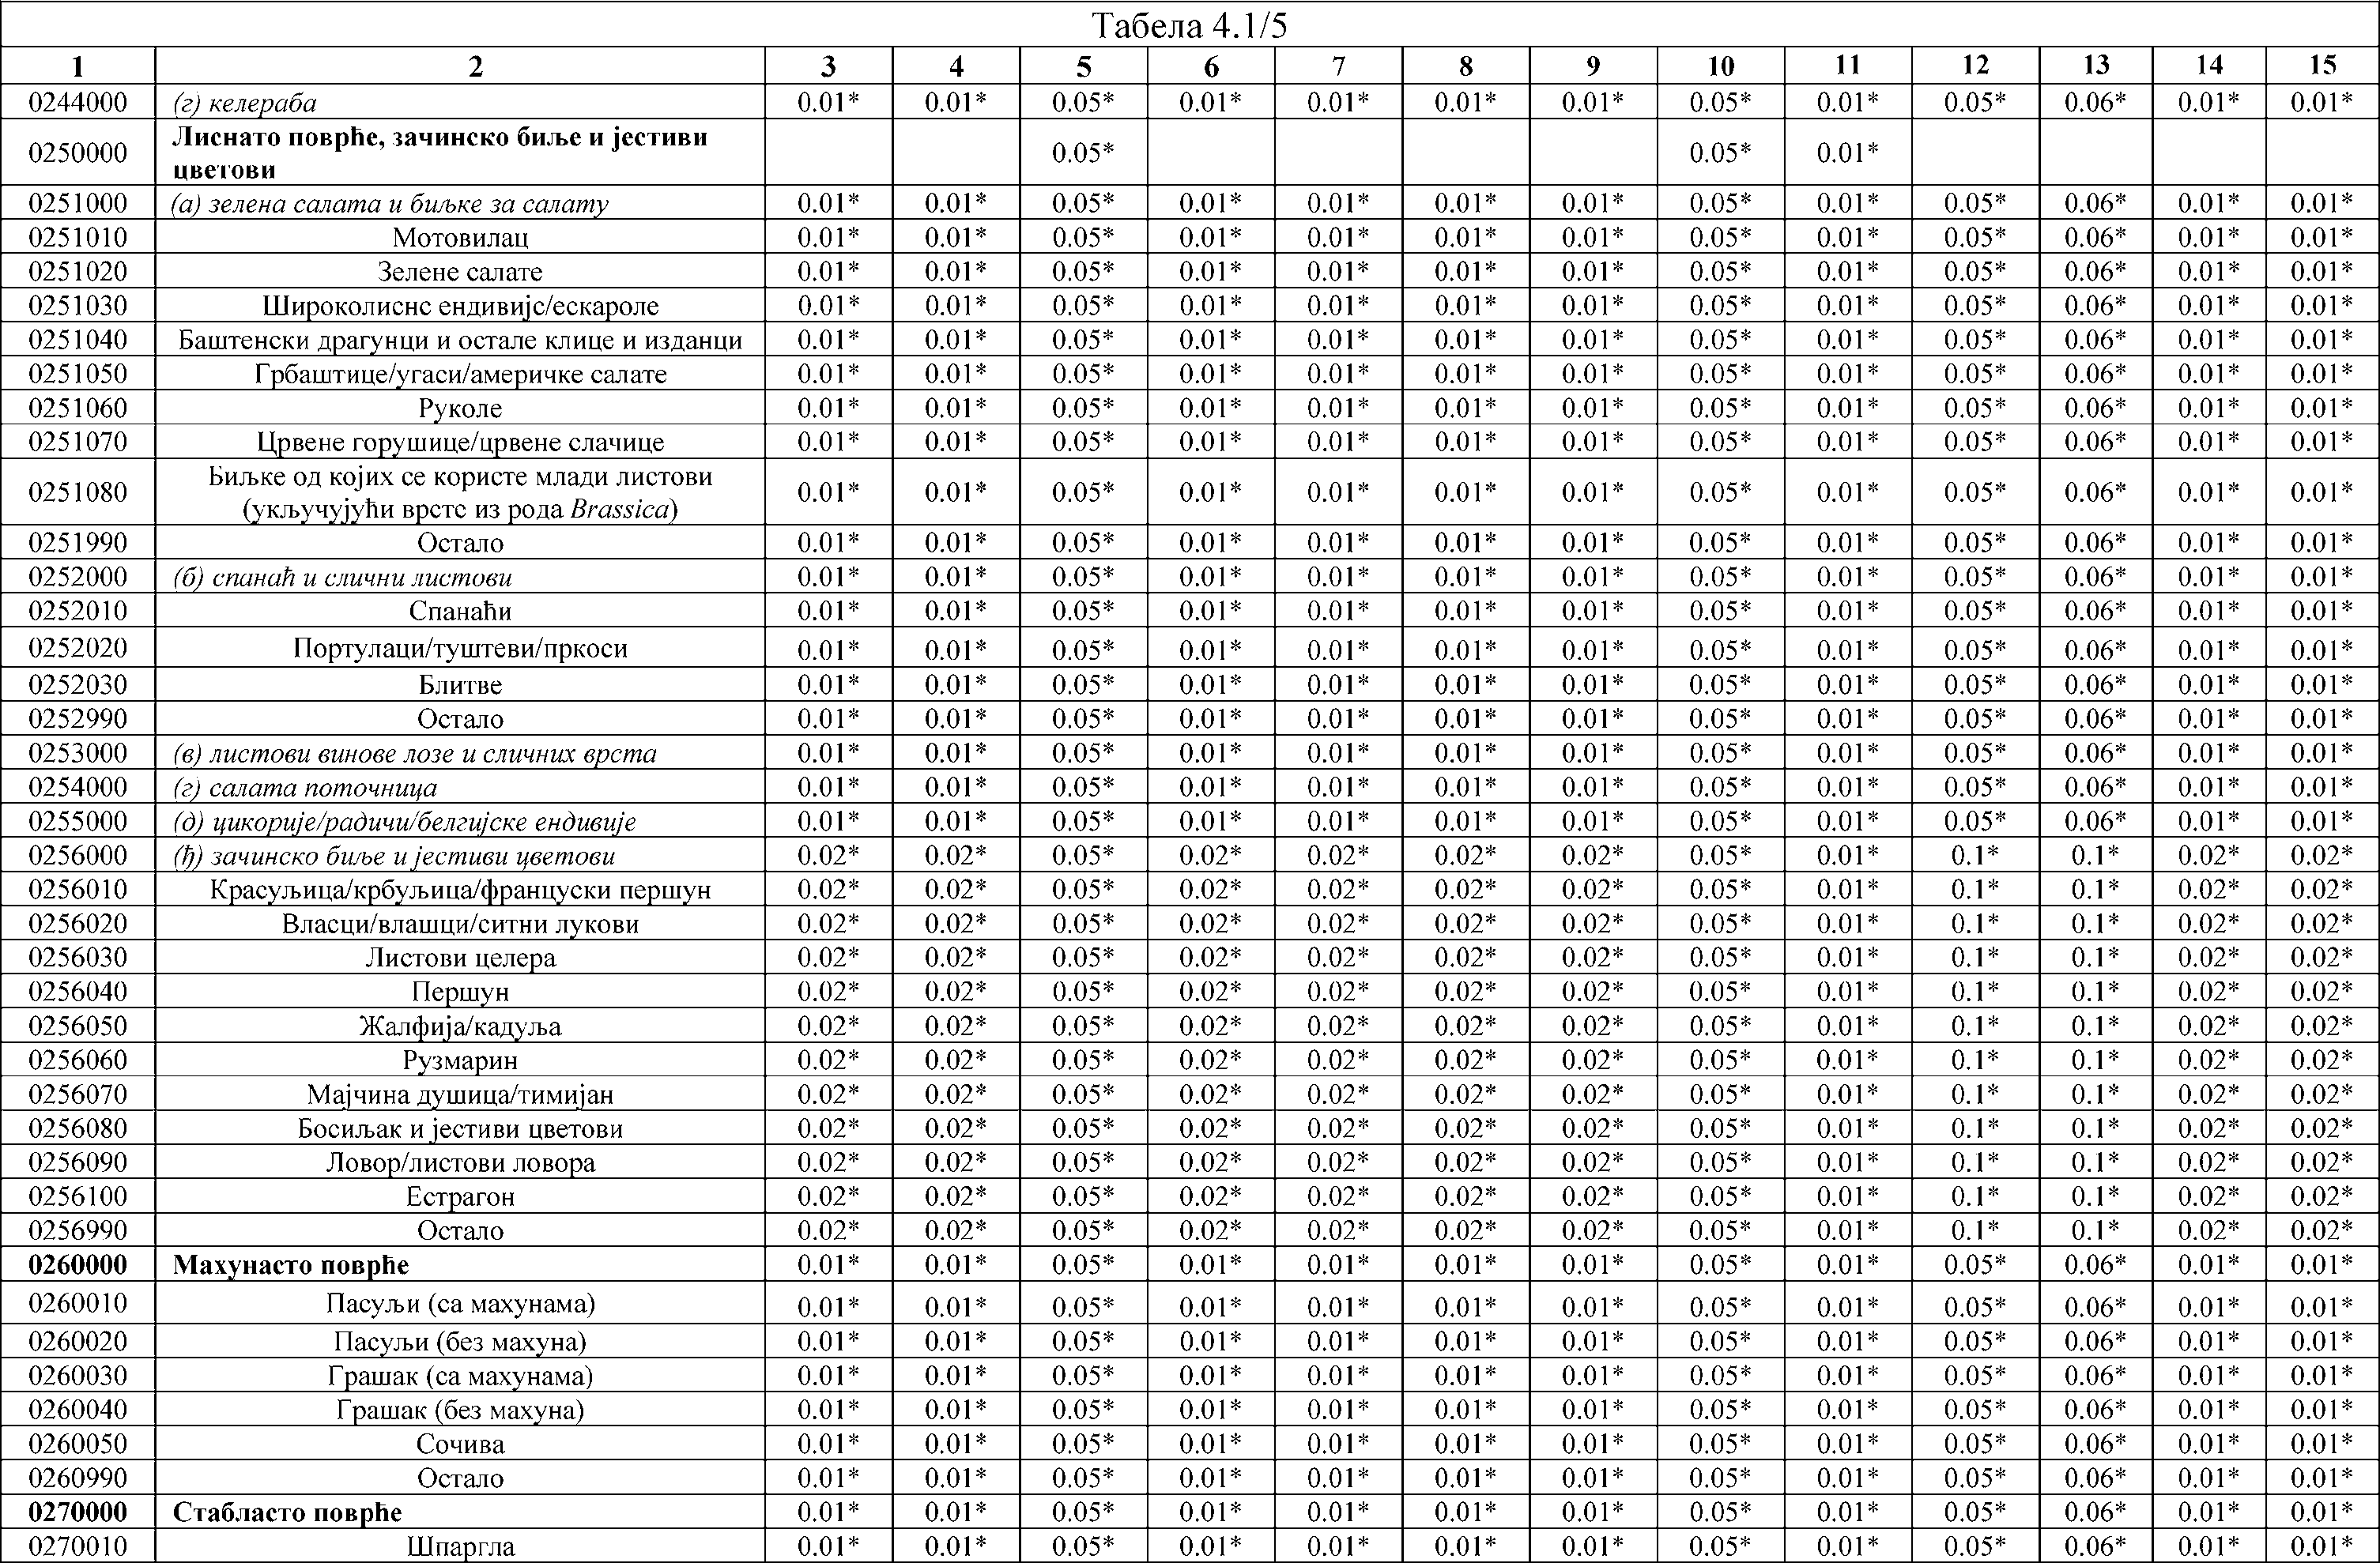 Табела 4.1/5
1 2 3 4 5 6 7 8 9 10 11 12 13 14 15
0244000 (г) келераба 0.01* 0.01* 0.05* 0.01* 0.01* 0.01* 0.01* 0.05* 0.01* 0.05* 0.06* 0.01* 0.01*
0250000 Лиснато поврће, зачинско биље и јестиви
цветови 0.05* 0.05* 0.01*
0251000 (а) зелена салата и биљке за салату 0.01* 0.01* 0.05* 0.01* 0.01* 0.01* 0.01* 0.05* 0.01* 0.05* 0.06* 0.01* 0.01*
0251010 Мотовилац 0.01* 0.01* 0.05* 0.01* 0.01* 0.01* 0.01* 0.05* 0.01* 0.05* 0.06* 0.01* 0.01*
0251020 Зелене салате 0.01* 0.01* 0.05* 0.01* 0.01* 0.01* 0.01* 0.05* 0.01* 0.05* 0.06* 0.01* 0.01*
0251030 Широколиснс ендивијс/ескароле 0.01* 0.01* 0.05* 0.01* 0.01* 0.01* 0.01* 0.05* 0.01* 0.05* 0.06* 0.01* 0.01*
0251040 Баштенски драгунци и остале клице и изданци 0.01* 0.01* 0.05* 0.01* 0.01* 0.01* 0.01* 0.05* 0.01* 0.05* 0.06* 0.01* 0.01*
0251050 Грбаштице/угаси/америчке салате 0.01* 0.01* 0.05* 0.01* 0.01* 0.01* 0.01* 0.05* 0.01* 0.05* 0.06* 0.01* 0.01*
0251060 Руколе 0.01* 0.01* 0.05* 0.01* 0.01* 0.01* 0.01* 0.05* 0.01* 0.05* 0.06* 0.01* 0.01*
0251070 Црвене горушице/црвене слачице 0.01* 0.01* 0.05* 0.01* 0.01* 0.01* 0.01* 0.05* 0.01* 0.05* 0.06* 0.01* 0.01*
0251080 Биљке од којих се користе млади листови
(укључујући врсте из рода Brassica) 0.01* 0.01* 0.05* 0.01* 0.01* 0.01* 0.01* 0.05* 0.01* 0.05* 0.06* 0.01* 0.01*
0251990 Остало 0.01* 0.01* 0.05* 0.01* 0.01* 0.01* 0.01* 0.05* 0.01* 0.05* 0.06* 0.01* 0.01*
0252000 (б) спанаћ и слични листови 0.01* 0.01* 0.05* 0.01* 0.01* 0.01* 0.01* 0.05* 0.01* 0.05* 0.06* 0.01* 0.01*
0252010 Спанаћи 0.01* 0.01* 0.05* 0.01* 0.01* 0.01* 0.01* 0.05* 0.01* 0.05* 0.06* 0.01* 0.01*
0252020 Портулаци/туштеви/пркоси 0.01* 0.01* 0.05* 0.01* 0.01* 0.01* 0.01* 0.05* 0.01* 0.05* 0.06* 0.01* 0.01*
0252030 Блитве 0.01* 0.01* 0.05* 0.01* 0.01* 0.01* 0.01* 0.05* 0.01* 0.05* 0.06* 0.01* 0.01*
0252990 Остало 0.01* 0.01* 0.05* 0.01* 0.01* 0.01* 0.01* 0.05* 0.01* 0.05* 0.06* 0.01* 0.01*
0253000 (в) листови винове лозе и сличних врста 0.01* 0.01* 0.05* 0.01* 0.01* 0.01* 0.01* 0.05* 0.01* 0.05* 0.06* 0.01* 0.01*
0254000 (г) салата поточница 0.01* 0.01* 0.05* 0.01* 0.01* 0.01* 0.01* 0.05* 0.01* 0.05* 0.06* 0.01* 0.01*
0255000 (д) цикорије/радичи/белгијске ендивије 0.01* 0.01* 0.05* 0.01* 0.01* 0.01* 0.01* 0.05* 0.01* 0.05* 0.06* 0.01* 0.01*
0256000 (ђ) зачинско биље и јестиви цветови 0.02* 0.02* 0.05* 0.02* 0.02* 0.02* 0.02* 0.05* 0.01* 0.1* 0.1* 0.02* 0.02*
0256010 Красуљица/крбуљица/француски першун 0.02* 0.02* 0.05* 0.02* 0.02* 0.02* 0.02* 0.05* 0.01* 0.1* 0.1* 0.02* 0.02*
0256020 Власци/влашци/ситни лукови 0.02* 0.02* 0.05* 0.02* 0.02* 0.02* 0.02* 0.05* 0.01* 0.1* 0.1* 0.02* 0.02*
0256030 Листови целера 0.02* 0.02* 0.05* 0.02* 0.02* 0.02* 0.02* 0.05* 0.01* 0.1* 0.1* 0.02* 0.02*
0256040 Першун 0.02* 0.02* 0.05* 0.02* 0.02* 0.02* 0.02* 0.05* 0.01* 0.1* 0.1* 0.02* 0.02*
0256050 Жалфија/кадуља 0.02* 0.02* 0.05* 0.02* 0.02* 0.02* 0.02* 0.05* 0.01* 0.1* 0.1* 0.02* 0.02*
0256060 Рузмарин 0.02* 0.02* 0.05* 0.02* 0.02* 0.02* 0.02* 0.05* 0.01* 0.1* 0.1* 0.02* 0.02*
0256070 Мајчина душица/тимијан 0.02* 0.02* 0.05* 0.02* 0.02* 0.02* 0.02* 0.05* 0.01* 0.1* 0.1* 0.02* 0.02*
0256080 Босиљак и јестиви цветови 0.02* 0.02* 0.05* 0.02* 0.02* 0.02* 0.02* 0.05* 0.01* 0.1* 0.1* 0.02* 0.02*
0256090 Ловор/листови ловора 0.02* 0.02* 0.05* 0.02* 0.02* 0.02* 0.02* 0.05* 0.01* 0.1* 0.1* 0.02* 0.02*
0256100 Естрагон 0.02* 0.02* 0.05* 0.02* 0.02* 0.02* 0.02* 0.05* 0.01* 0.1* 0.1* 0.02* 0.02*
0256990 Остало 0.02* 0.02* 0.05* 0.02* 0.02* 0.02* 0.02* 0.05* 0.01* 0.1* 0.1* 0.02* 0.02*
0260000 Махунасто поврће 0.01* 0.01* 0.05* 0.01* 0.01* 0.01* 0.01* 0.05* 0.01* 0.05* 0.06* 0.01* 0.01*
0260010 Пасуљи (са махунама) 0.01* 0.01* 0.05* 0.01* 0.01* 0.01* 0.01* 0.05* 0.01* 0.05* 0.06* 0.01* 0.01*
0260020 Пасуљи (без махуна) 0.01* 0.01* 0.05* 0.01* 0.01* 0.01* 0.01* 0.05* 0.01* 0.05* 0.06* 0.01* 0.01*
0260030 Грашак (са махунама) 0.01* 0.01* 0.05* 0.01* 0.01* 0.01* 0.01* 0.05* 0.01* 0.05* 0.06* 0.01* 0.01*
0260040 Грашак (без махуна) 0.01* 0.01* 0.05* 0.01* 0.01* 0.01* 0.01* 0.05* 0.01* 0.05* 0.06* 0.01* 0.01*
0260050 Сочива 0.01* 0.01* 0.05* 0.01* 0.01* 0.01* 0.01* 0.05* 0.01* 0.05* 0.06* 0.01* 0.01*
0260990 Остало 0.01* 0.01* 0.05* 0.01* 0.01* 0.01* 0.01* 0.05* 0.01* 0.05* 0.06* 0.01* 0.01*
0270000 Стабласто поврће 0.01* 0.01* 0.05* 0.01* 0.01* 0.01* 0.01* 0.05* 0.01* 0.05* 0.06* 0.01* 0.01*
0270010 Шпаргла 0.01* 0.01* 0.05* 0.01* 0.01* 0.01* 0.01* 0.05* 0.01* 0.05* 0.06* 0.01* 0.01*